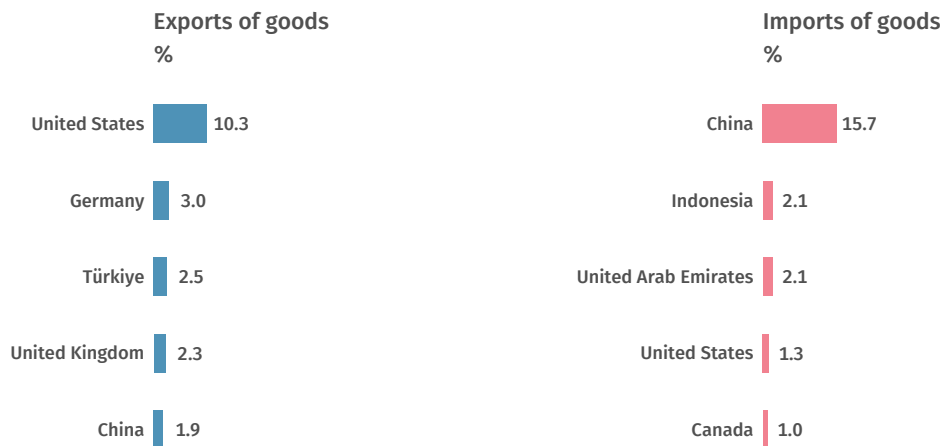 Exports of goods
%
United States 10.3
Germany 3.0
Türkiye 2.5
United Kingdom 2.3
China 1.9
Imports of goods
%
China 15.7
Indonesia 2.1
United Arab Emirates 2.1
United States 1.3
Canada 1.0